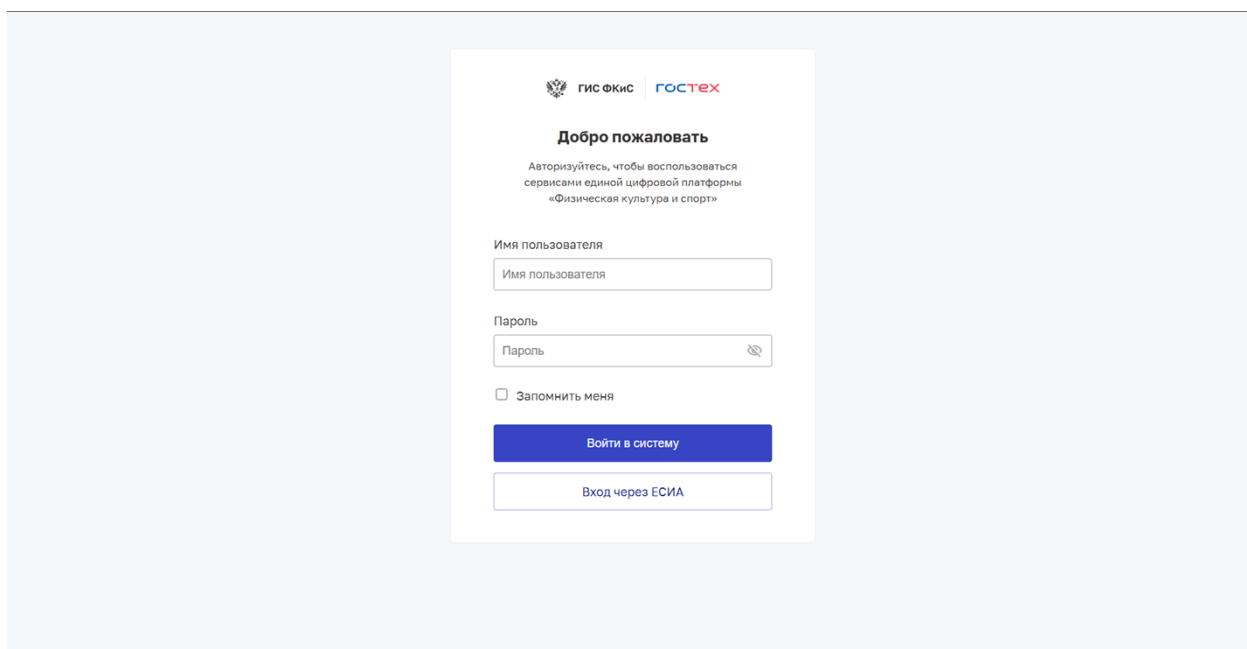 ГИС ФКиС гостех
Добро пожаловать
Авторизуйтесь, чтобы воспользоваться
сервисами единой цифровой платформы
«Физическая культура и спорт»
Имя пользователя
Имя пользователя
Пароль
Пароль
Запомнить меня
Войти в систему
Вход через ЕСИА